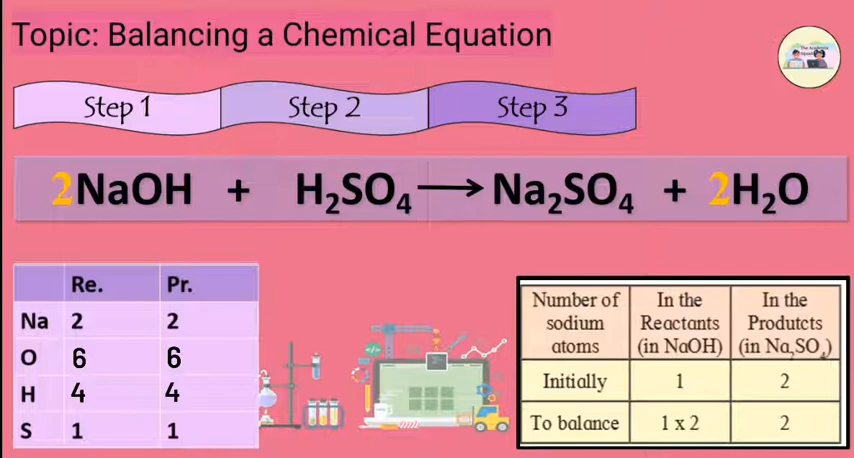 Topic: Balancing a Chemical Equation
Step 1 Step 2 Step 3
2NaOH + H₂SO₄ → Na₂SO₄ + 2H₂O
Re. Pr.
Na 2 2
O 6 6
H 4 4
S 1 1
Number of sodium atoms In the Reactants (in NaOH) In the Produtcts (in Na₂SO₄)
Initially 1 2
To balance 1 x 2 2